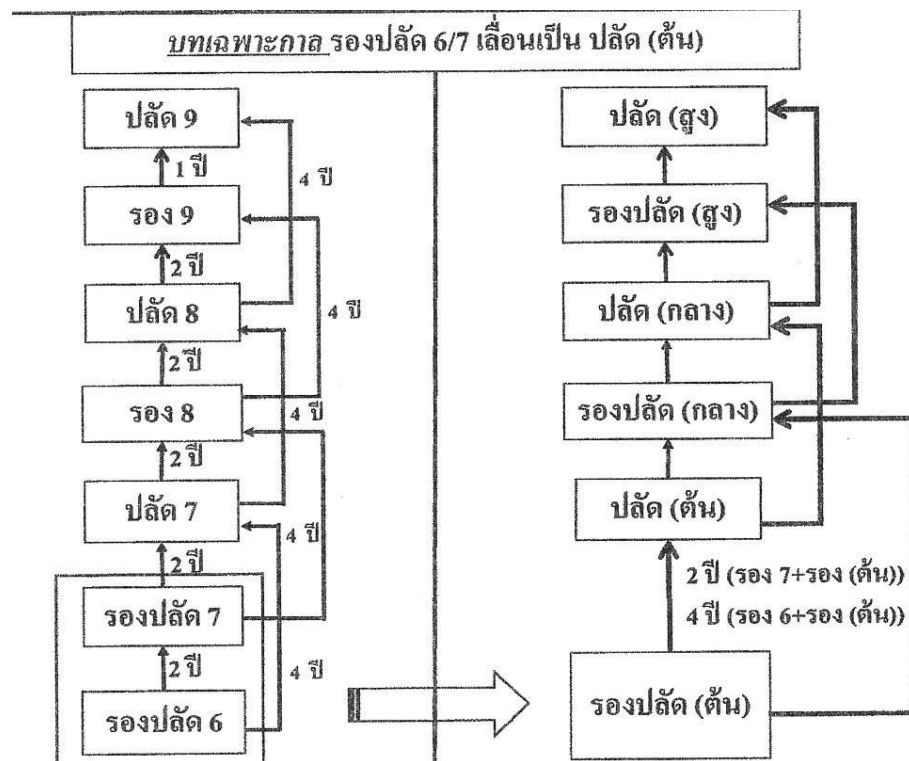 บทเฉพาะกาล รองปลัด 6/7 เลื่อนเป็น ปลัด (ต้น)
ปลัด 9
1 ปี
4 ปี
รอง 9
2 ปี
ปลัด 8
4 ปี
2 ปี
รอง 8
4 ปี
2 ปี
ปลัด 7
4 ปี
2 ปี
รองปลัด 7
2 ปี
4 ปี
รองปลัด 6
ปลัด (สูง)
รองปลัด (สูง)
ปลัด (กลาง)
รองปลัด (กลาง)
ปลัด (ต้น)
2 ปี (รอง 7+รอง (ต้น))
4 ปี (รอง 6+รอง (ต้น))
รองปลัด (ต้น)